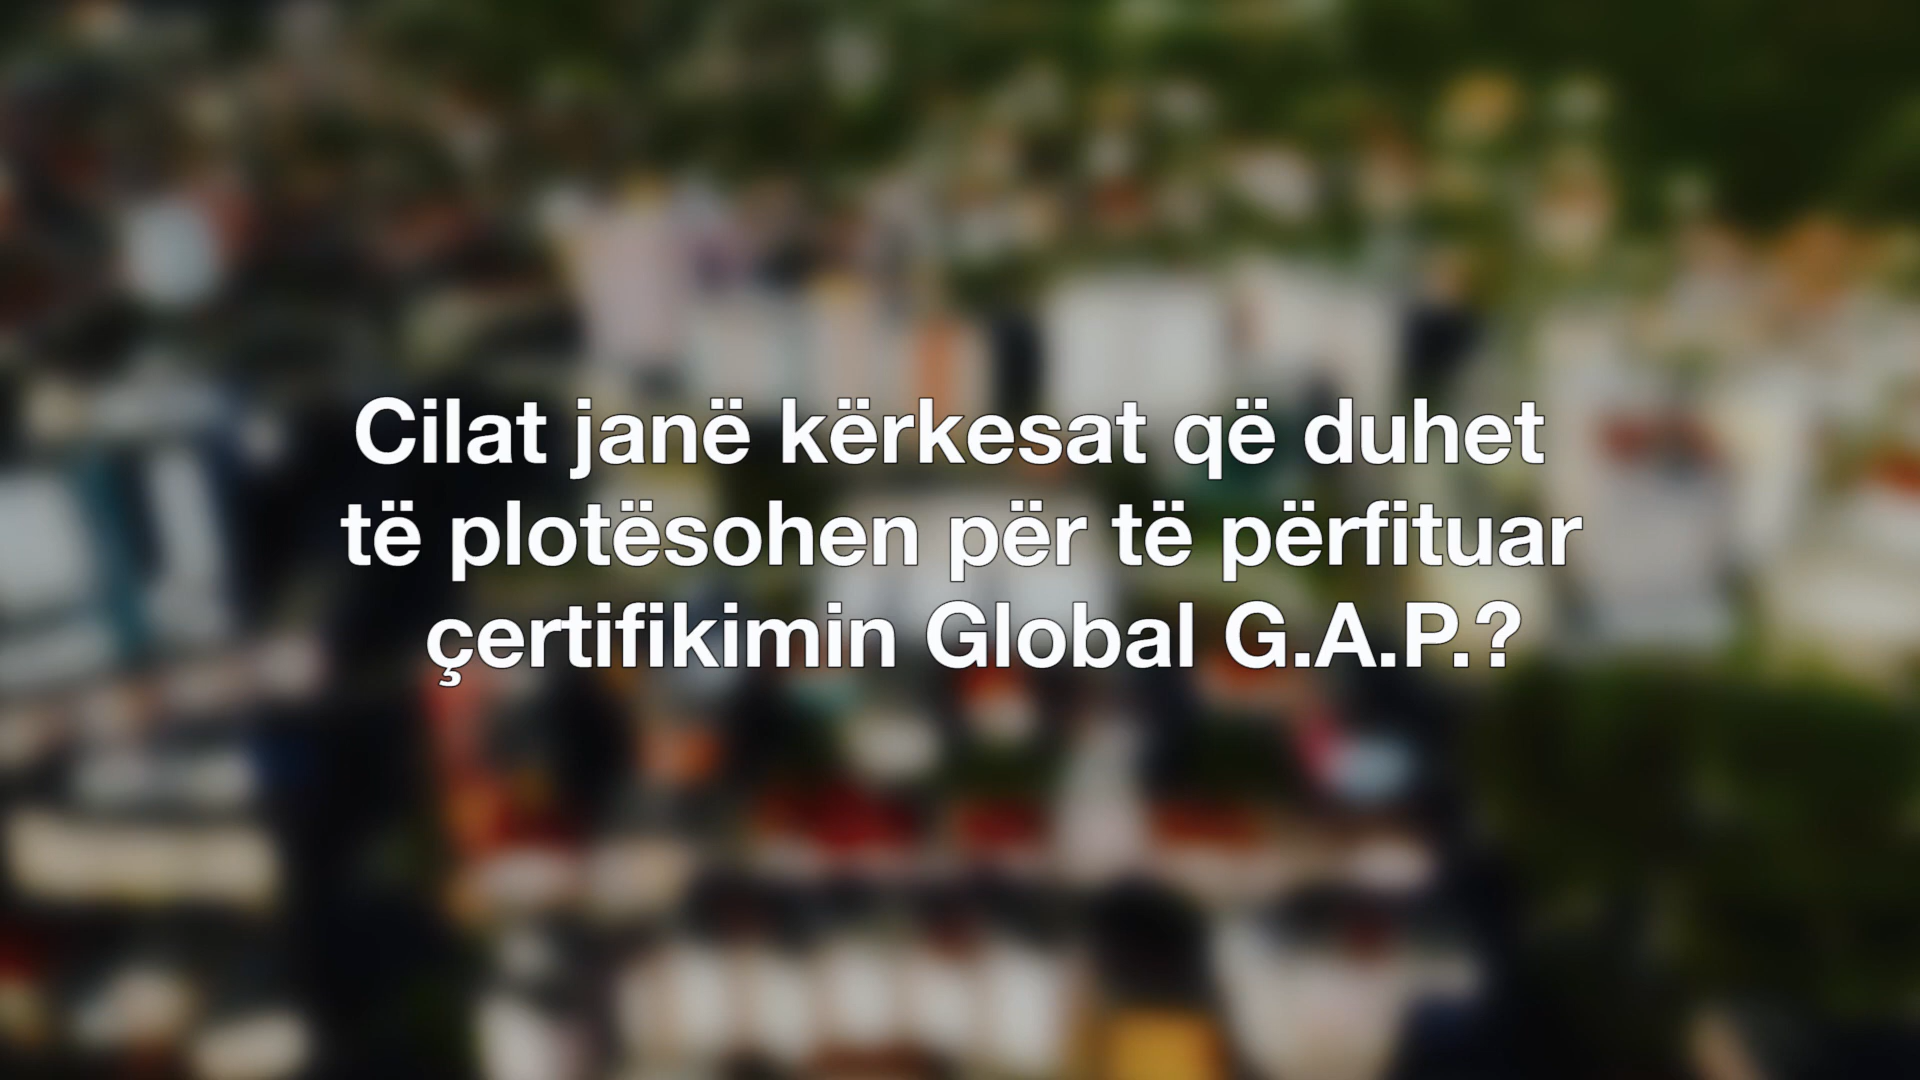 Cilat janë kërkesat që duhet
të plotësohen për të përfituar
çertifikimin Global G.A.P.?